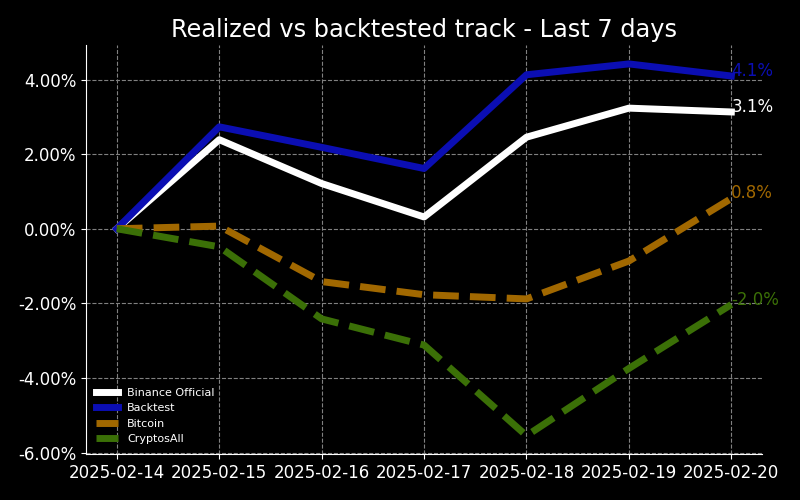 Realized vs backtested track - Last 7 days
4.00%
2.00%
0.00%
-2.00%
-4.00%
-6.00%
4.1%
3.1%
0.8%
-2.0%
Binance Official
Backtest
Bitcoin
CryptosAll
2025-02-14 2025-02-15 2025-02-16 2025-02-17 2025-02-18 2025-02-19 2025-02-20